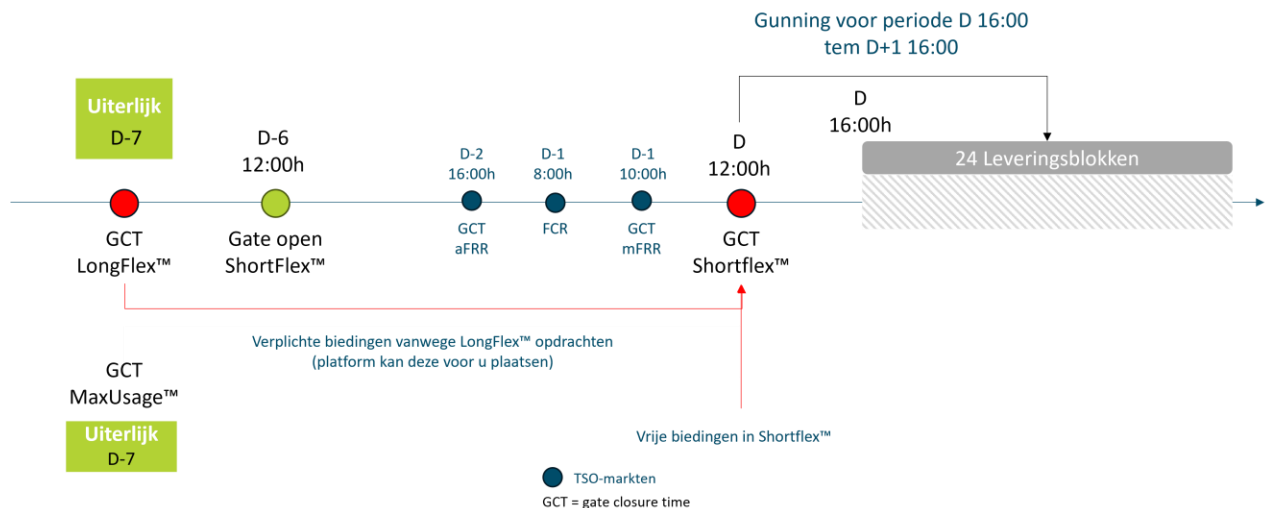 Gunning voor periode D 16:00
tem D+1 16:00
Uiterlijk
D-7
D-6
12:00h
D-2
16:00h
D-1
8:00h
D-1
10:00h
D
12:00h
D
16:00h
24 Leveringsblokken
GCT
LongFlex™
Gate open
ShortFlex™
GCT
aFRR
FCR
GCT
mFRR
GCT
Shortflex™
Verplichte biedingen vanwege LongFlex™ opdrachten
(platform kan deze voor u plaatsen)
GCT
MaxUsage™
Uiterlijk
D-7
Vrije biedingen in Shortflex™
TSO-markten
GCT = gate closure time